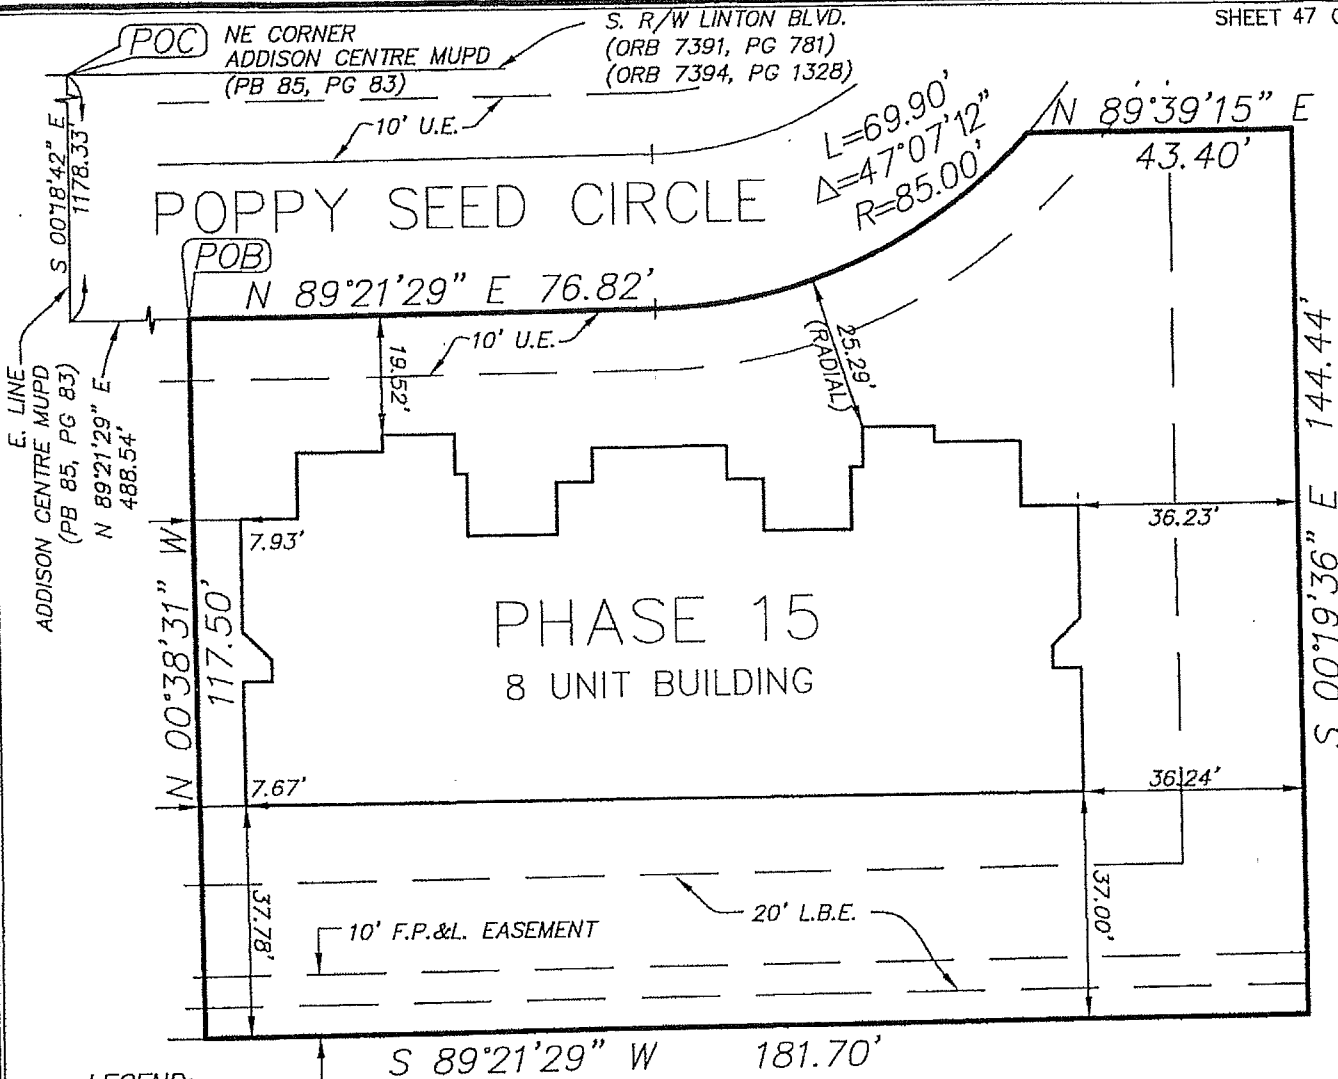 SHEET 47
POC
NE CORNER
ADDISON CENTRE MUPD
(PB 85, PG 83)
S. R/W LINTON BLVD.
(ORB 7391, PG 781)
(ORB 7394, PG 1328)
10' U.E.
S 00°18'42" E
1178.33'
L=69.90'
Δ=47°07'12"
R=85.00'
N 89°39'15" E
43.40'
POPPY SEED CIRCLE
POB
N 89°21'29" E 76.82'
10' U.E.
19.52'
25.29'
(RADIAL)
E. LINE
ADDISON CENTRE MUPD
(PB 85, PG 83)
N 89°21'29" E
488.54'
S 00°19'36" E 144.44'
7.93'
36.23'
N 00°38'31" W
117.50'
PHASE 15
8 UNIT BUILDING
7.67'
36.24'
37.78'
37.00'
10' F.P.&L. EASEMENT
20' L.B.E.
S 89°21'29" W 181.70'